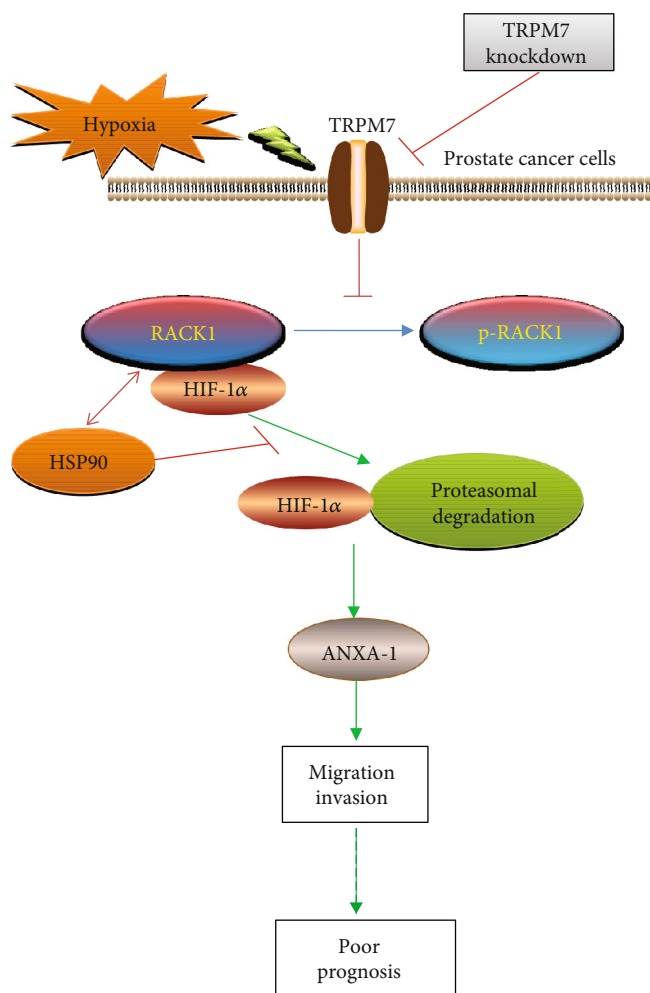 TRPM7
knockdown
Hypoxia
TRPM7
Prostate cancer cells
RACK1
p-RACK1
HIF-1α
HSP90
HIF-1α
Proteasomal
degradation
ANXA-1
Migration
invasion
Poor
prognosis